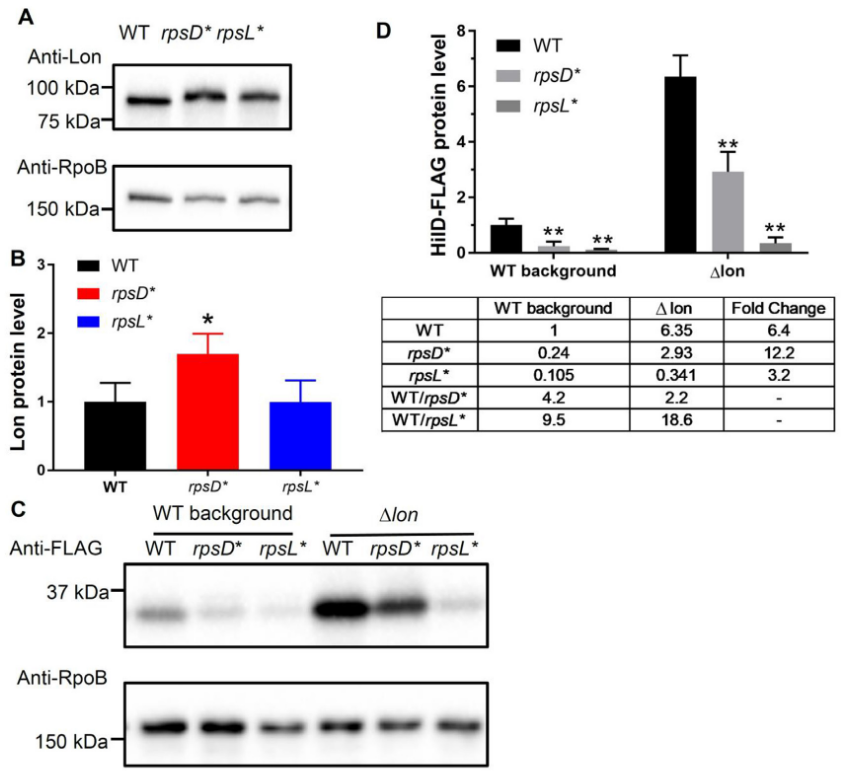 A
WT rpsD* rpsL*
Anti-Lon
100 kDa
75 kDa
Anti-RpoB
150 kDa
B
Lon protein level
3
2
1
0
WT
rpsD*
rpsL*
*
WT
rpsD*
rpsL*
C
WT background Δlon
Anti-FLAG WT rpsD* rpsL* WT rpsD* rpsL*
37 kDa
Anti-RpoB
150 kDa
D
HilD-FLAG protein level
8
6
4
2
0
WT
rpsD*
rpsL*
** ** ** **
WT background Δlon
WT background Δ lon Fold Change
WT 1 6.35 6.4
rpsD* 0.24 2.93 12.2
rpsL* 0.105 0.341 3.2
WT/rpsD* 4.2 2.2 -
WT/rpsL* 9.5 18.6 -